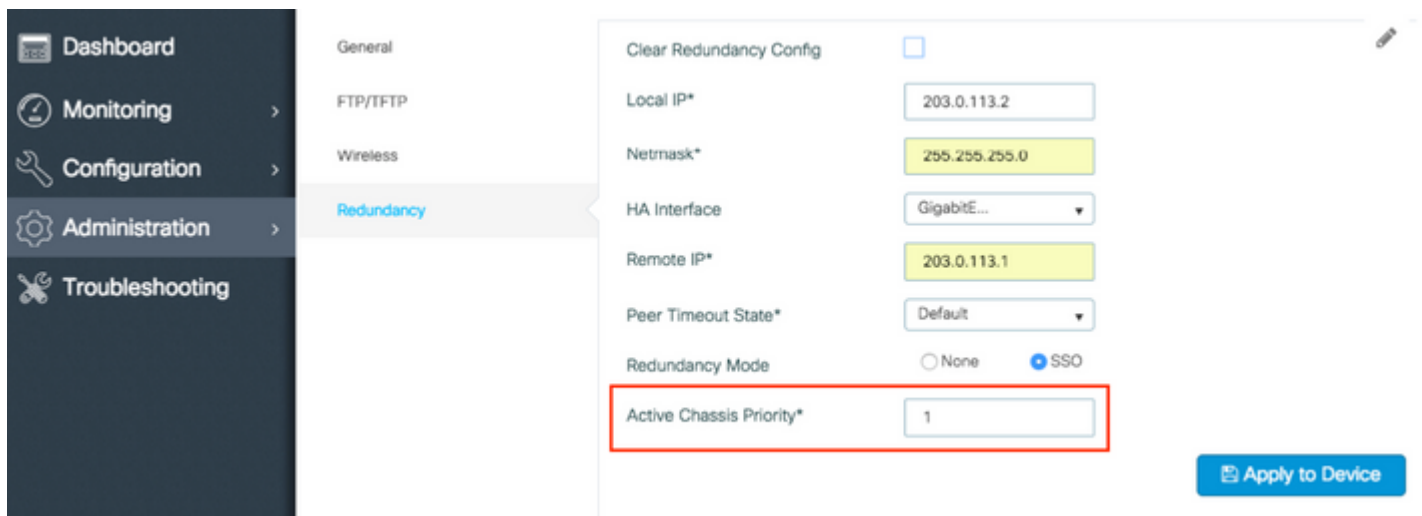 Dashboard
Monitoring
Configuration
Administration
Troubleshooting
General
FTP/TFTP
Wireless
Redundancy
Clear Redundancy Config
Local IP* 203.0.113.2
Netmask* 255.255.255.0
HA Interface GigabitE...
Remote IP* 203.0.113.1
Peer Timeout State* Default
Redundancy Mode None SSO
Active Chassis Priority* 1
Apply to Device